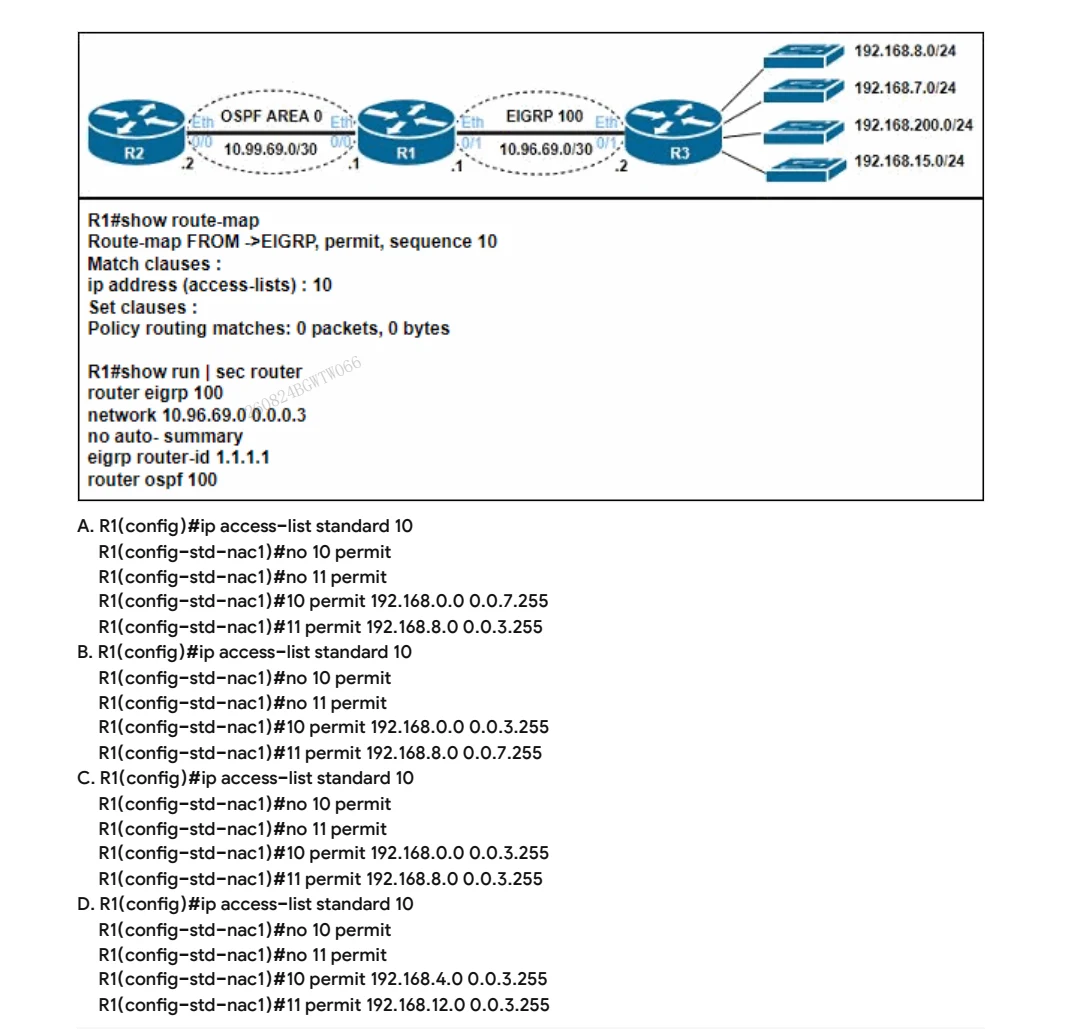 192.168.8.0/24
192.168.7.0/24
192.168.200.0/24
192.168.15.0/24
Eth OSPF AREA 0 Eth
0/0 10.99.69.0/30 0/0
Eth EIGRP 100 Eth
0/1 10.96.69.0/30 0/1
R2 R1 R3
.2 .1 .1 .2
R1#show route-map
Route-map FROM ->EIGRP, permit, sequence 10
Match clauses :
ip address (access-lists) : 10
Set clauses :
Policy routing matches: 0 packets, 0 bytes
R1#show run | sec router
router eigrp 100
network 10.96.69.0 0.0.0.3
no auto- summary
eigrp router-id 1.1.1.1
router ospf 100
A. R1(config)#ip access-list standard 10
R1(config-std-nac1)#no 10 permit
R1(config-std-nac1)#no 11 permit
R1(config-std-nac1)#10 permit 192.168.0.0 0.0.7.255
R1(config-std-nac1)#11 permit 192.168.8.0 0.0.3.255
B. R1(config)#ip access-list standard 10
R1(config-std-nac1)#no 10 permit
R1(config-std-nac1)#no 11 permit
R1(config-std-nac1)#10 permit 192.168.0.0 0.0.3.255
R1(config-std-nac1)#11 permit 192.168.8.0 0.0.7.255
C. R1(config)#ip access-list standard 10
R1(config-std-nac1)#no 10 permit
R1(config-std-nac1)#no 11 permit
R1(config-std-nac1)#10 permit 192.168.0.0 0.0.3.255
R1(config-std-nac1)#11 permit 192.168.8.0 0.0.3.255
D. R1(config)#ip access-list standard 10
R1(config-std-nac1)#no 10 permit
R1(config-std-nac1)#no 11 permit
R1(config-std-nac1)#10 permit 192.168.4.0 0.0.3.255
R1(config-std-nac1)#11 permit 192.168.12.0 0.0.3.255